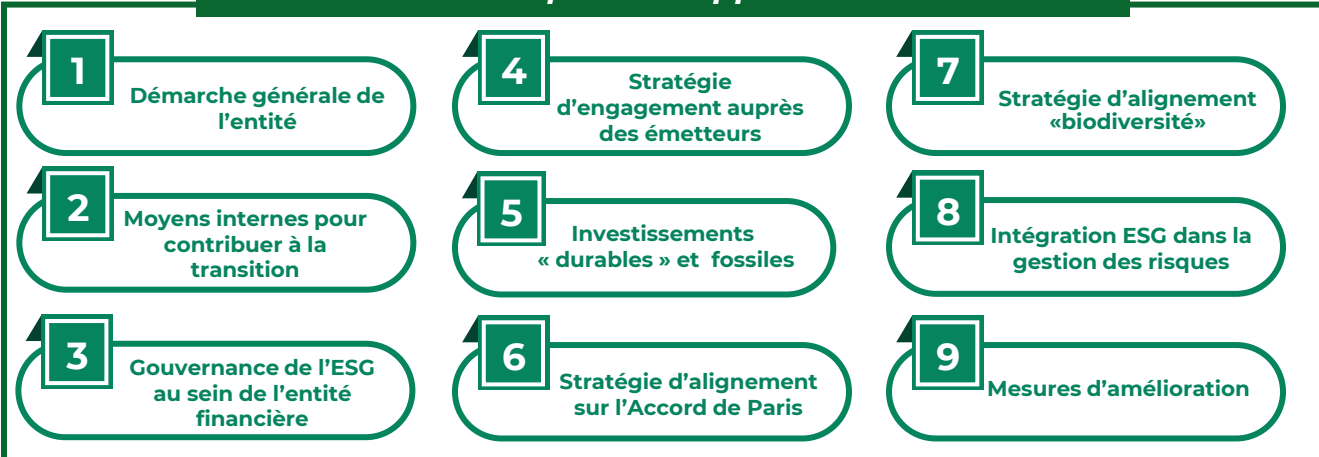 1
Démarche générale de
l’entité
2
Moyens internes pour
contribuer à la
transition
3
Gouvernance de l’ESG
au sein de l’entité
financière
4
Stratégie
d’engagement auprès
des émetteurs
5
Investissements
« durables » et fossiles
6
Stratégie d’alignement
sur l’Accord de Paris
7
Stratégie d’alignement
«biodiversité»
8
Intégration ESG dans la
gestion des risques
9
Mesures d’amélioration